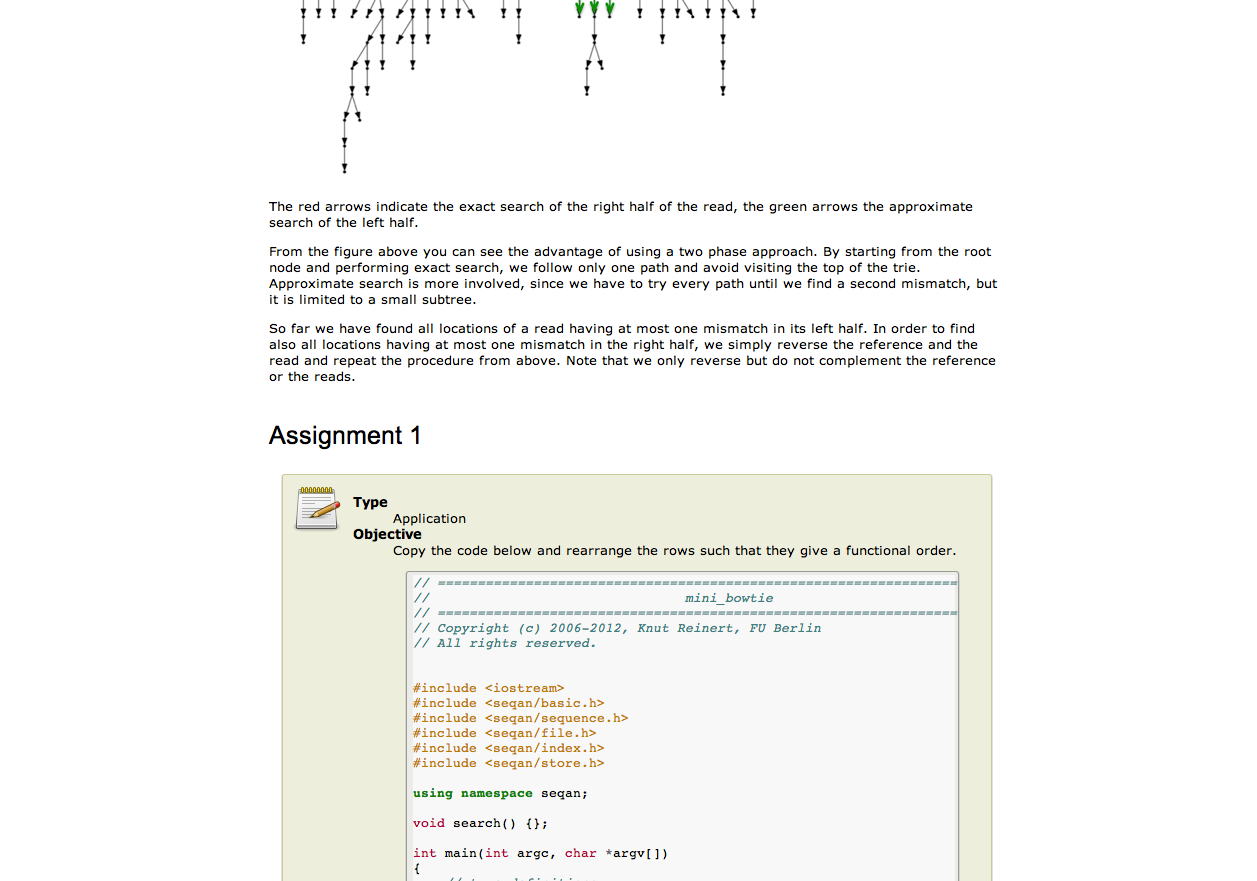 The red arrows indicate the exact search of the right half of the read, the green arrows the approximate
search of the left half.
From the figure above you can see the advantage of using a two phase approach. By starting from the root
node and performing exact search, we follow only one path and avoid visiting the top of the trie.
Approximate search is more involved, since we have to try every path until we find a second mismatch, but
it is limited to a small subtree.
So far we have found all locations of a read having at most one mismatch in its left half. In order to find
also all locations having at most one mismatch in the right half, we simply reverse the reference and the
read and repeat the procedure from above. Note that we only reverse but do not complement the reference
or the reads.
Assignment 1
Type
Application
Objective
Copy the code below and rearrange the rows such that they give a functional order.
// =================================================================
// mini_bowtie
// =================================================================
// Copyright (c) 2006-2012, Knut Reinert, FU Berlin
// All rights reserved.
#include <iostream>
#include <seqan/basic.h>
#include <seqan/sequence.h>
#include <seqan/file.h>
#include <seqan/index.h>
#include <seqan/store.h>
using namespace seqan;
void search() {};
int main(int argc, char *argv[])
{